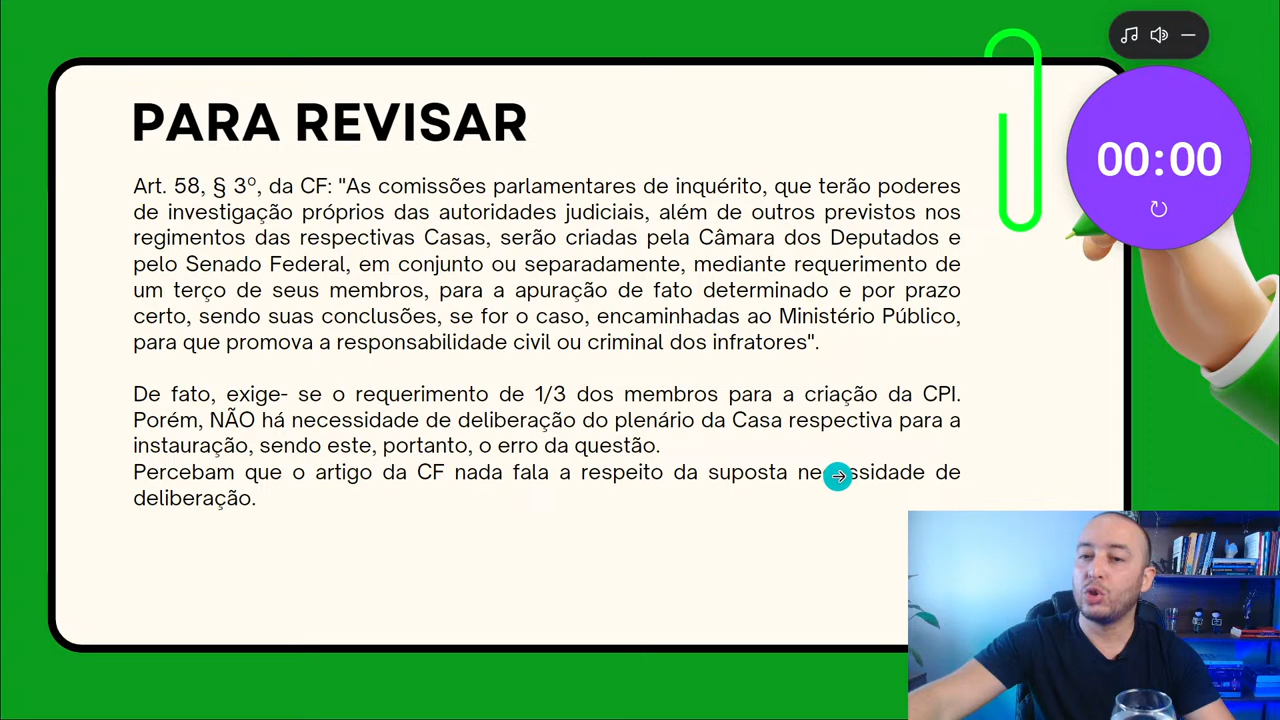 00:00
PARA REVISAR
Art. 58, § 3º, da CF: "As comissões parlamentares de inquérito, que terão poderes
de investigação próprios das autoridades judiciais, além de outros previstos nos
regimentos das respectivas Casas, serão criadas pela Câmara dos Deputados e
pelo Senado Federal, em conjunto ou separadamente, mediante requerimento de
um terço de seus membros, para a apuração de fato determinado e por prazo
certo, sendo suas conclusões, se for o caso, encaminhadas ao Ministério Público,
para que promova a responsabilidade civil ou criminal dos infratores".
De fato, exige- se o requerimento de 1/3 dos membros para a criação da CPI.
Porém, NÃO há necessidade de deliberação do plenário da Casa respectiva para a
instauração, sendo este, portanto, o erro da questão.
Percebam que o artigo da CF nada fala a respeito da suposta necessidade de
deliberação.